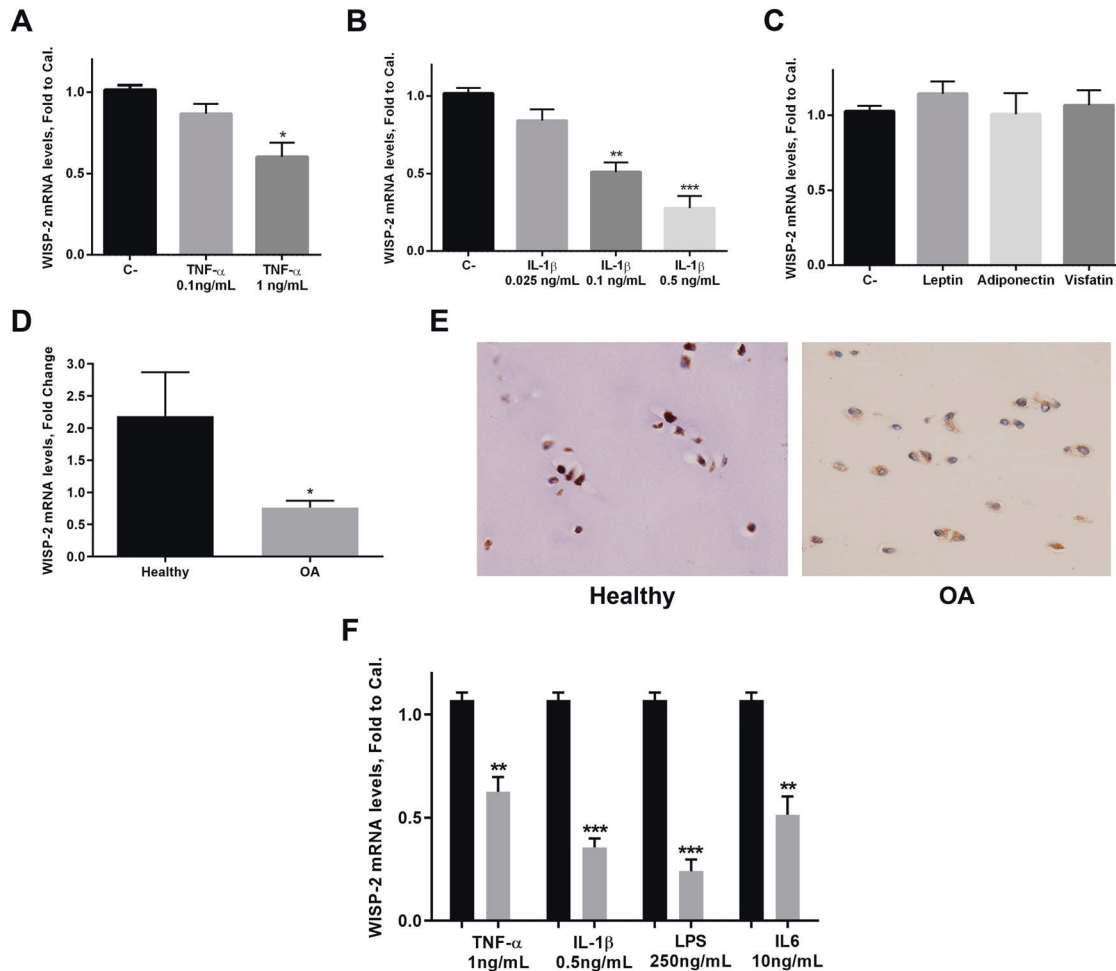 A
WISP-2 mRNA levels, Fold to Cal.
1.0
0.5
0.0
*
C-
TNF-α
0.1ng/mL
TNF-α
1 ng/mL
B
WISP-2 mRNA levels, Fold to Cal.
1.0
0.5
0.0
**
***
C-
IL-1β
0.025 ng/mL
IL-1β
0.1 ng/mL
IL-1β
0.5 ng/mL
C
WISP-2 mRNA levels, Fold to Cal.
1.0
0.5
0.0
C-
Leptin
Adiponectin
Visfatin
D
WISP-2 mRNA levels, Fold Change
3.0
2.5
2.0
1.5
1.0
0.5
0.0
*
Healthy
OA
E
Healthy
OA
F
WISP-2 mRNA levels, Fold to Cal.
1.0
0.5
0.0
**
***
***
**
TNF-α
1ng/mL
IL-1β
0.5ng/mL
LPS
250ng/mL
IL6
10ng/mL